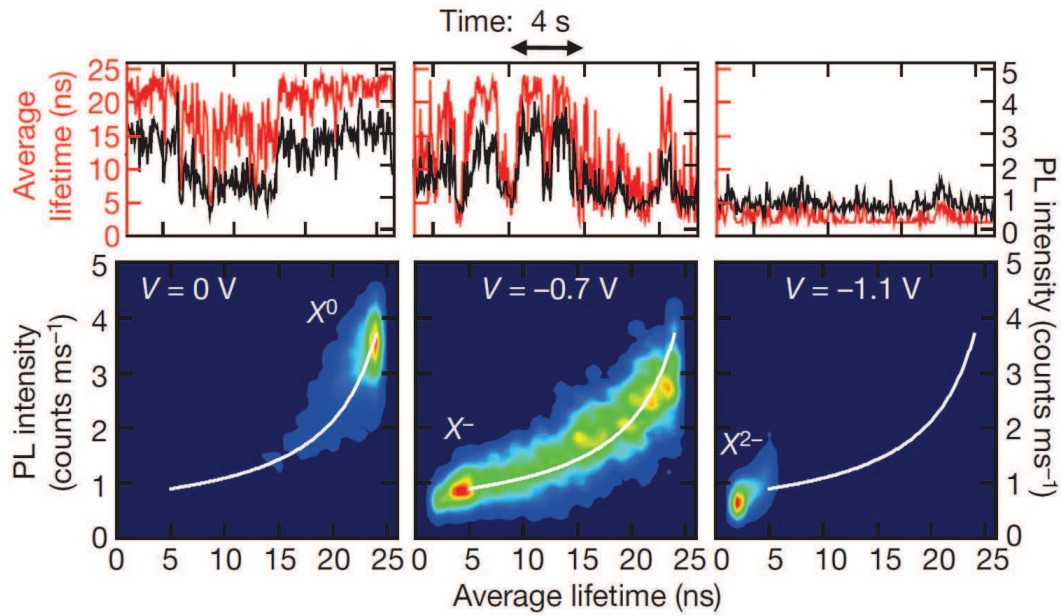 Time: 4 s
Average
lifetime (ns)
25
20
15
10
5
0
5
4
3
2
1
0
PL intensity
(counts ms⁻¹)
5
4
3
2
1
0
V = 0 V
X⁰
V = −0.7 V
X⁻
V = −1.1 V
X²⁻
5
4
3
2
1
0
PL intensity (counts ms⁻¹)
0 5 10 15 20 25 0 5 10 15 20 25 0 5 10 15 20 25
Average lifetime (ns)